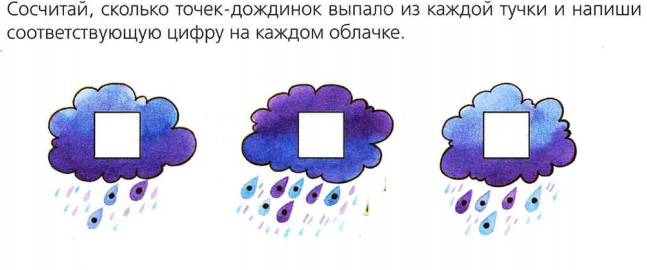 Сосчитай, сколько точек-дождинок выпало из каждой тучки и напиши
соответствующую цифру на каждом облачке.